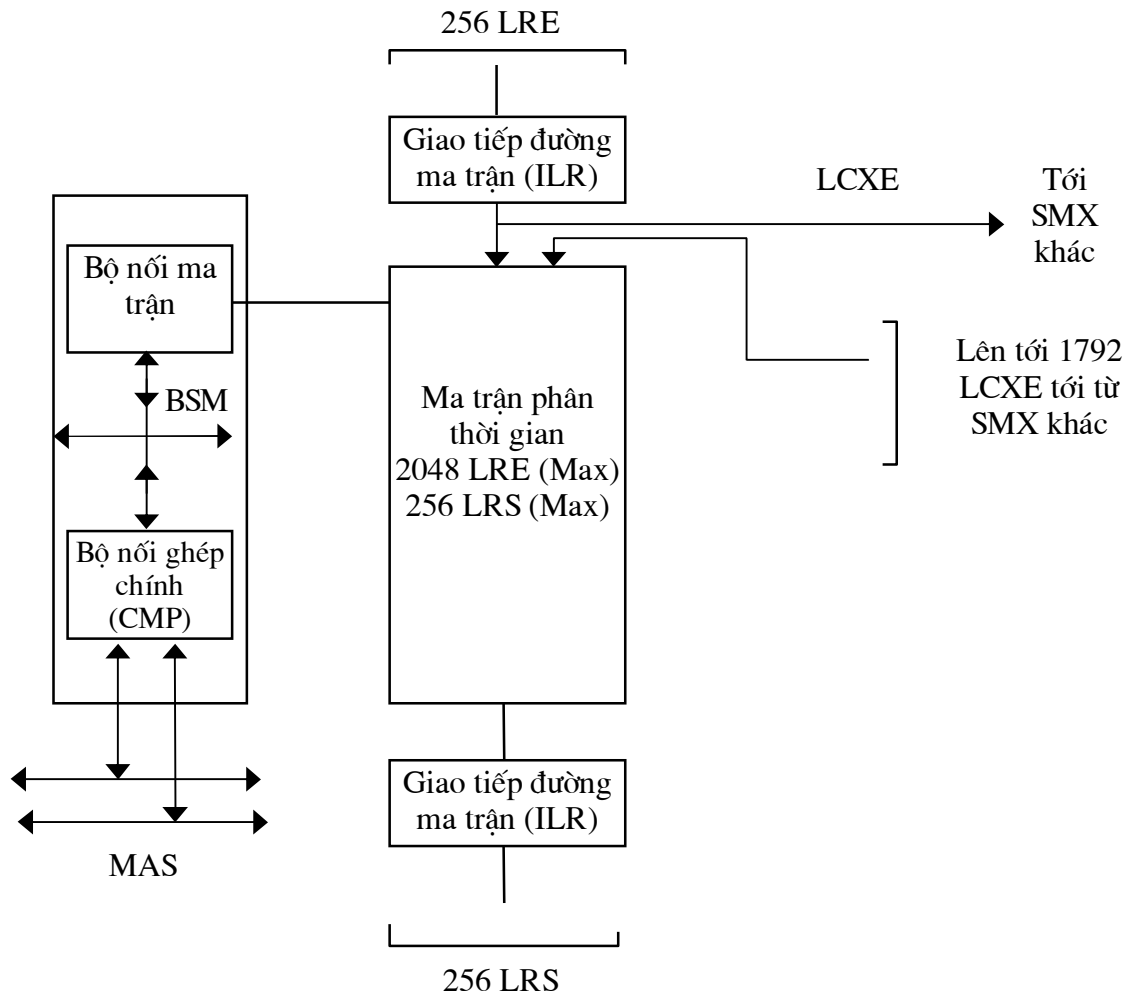 256 LRE
Giao tiếp đường
ma trận (ILR)
LCXE
Tới
SMX
khác
Bộ nối ma
trận
BSM
Bộ nối ghép
chính
(CMP)
MAS
Ma trận phân
thời gian
2048 LRE (Max)
256 LRS (Max)
Lên tới 1792
LCXE tới từ
SMX khác
Giao tiếp đường
ma trận (ILR)
256 LRS